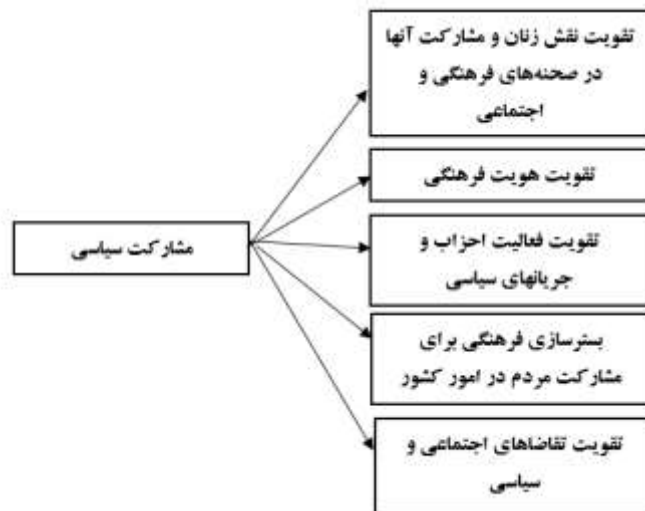 تقویت نقش زنان و مشارکت آنها
در صحنه‌های فرهنگی و
اجتماعی
تقویت هویت فرهنگی
مشارکت سیاسی
تقویت فعالیت احزاب و
جریانهای سیاسی
بسترسازی فرهنگی برای
مشارکت مردم در امور کشور
تقویت تقاضاهای اجتماعی و
سیاسی